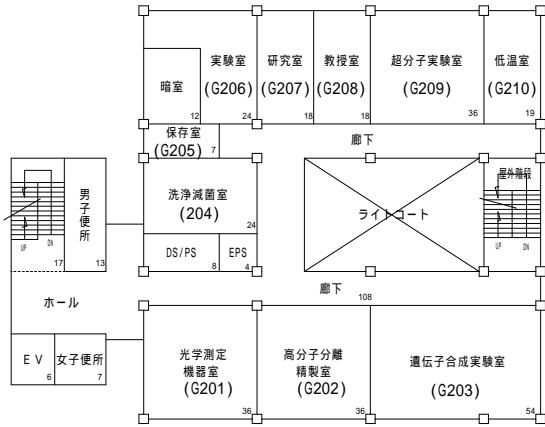 実験室
(G206)
24
暗室
12
研究室
(G207)
18
教授室
(G208)
18
超分子実験室
(G209)
36
低温室
(G210)
19
保存室
(G205)
7
廊下
洗浄滅菌室
(204)
24
男子便所
13
UP
DN
17
ライトコート
屋外階段
UP
DN
DS/PS
8
EPS
4
廊下
108
ホール
EV
6
女子便所
7
光学測定
機器室
(G201)
36
高分子分離
精製室
(G202)
36
遺伝子合成実験室
(G203)
54